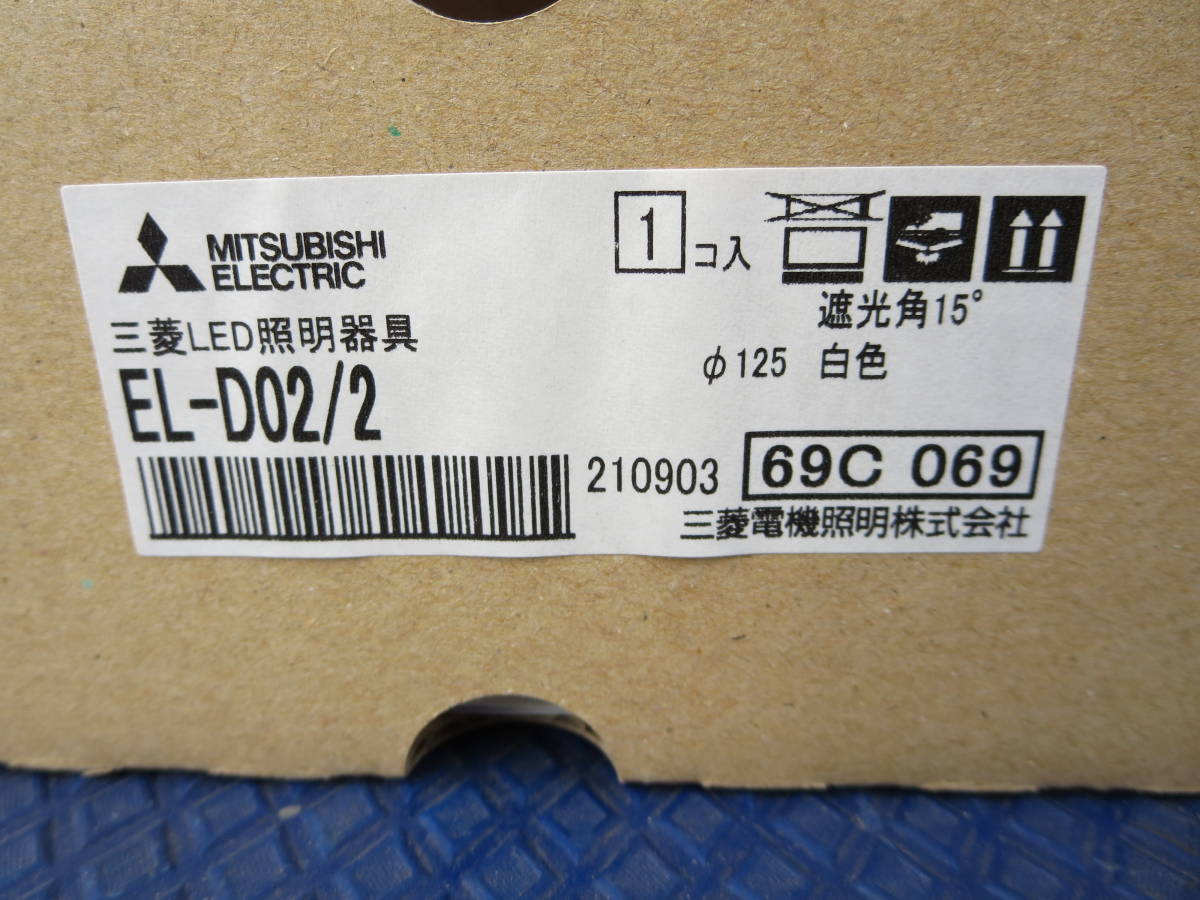 MITSUBISHI
ELECTRIC
1 コ入
三菱LED照明器具
遮光角15°
EL-D02/2
φ125 白色
210903
69C 069
三菱電機照明株式会社